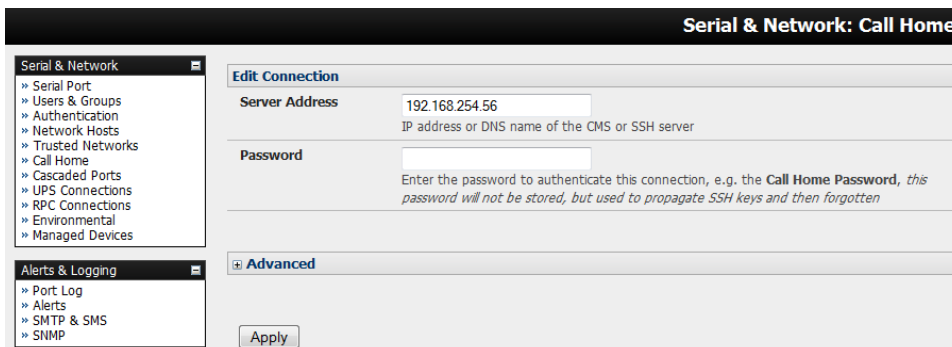 Serial & Network: Call Home
Serial & Network
» Serial Port
» Users & Groups
» Authentication
» Network Hosts
» Trusted Networks
» Call Home
» Cascaded Ports
» UPS Connections
» RPC Connections
» Environmental
» Managed Devices
Alerts & Logging
» Port Log
» Alerts
» SMTP & SMS
» SNMP
Edit Connection
Server Address
192.168.254.56
IP address or DNS name of the CMS or SSH server
Password
Enter the password to authenticate this connection, e.g. the Call Home Password, this
password will not be stored, but used to propagate SSH keys and then forgotten
Advanced
Apply